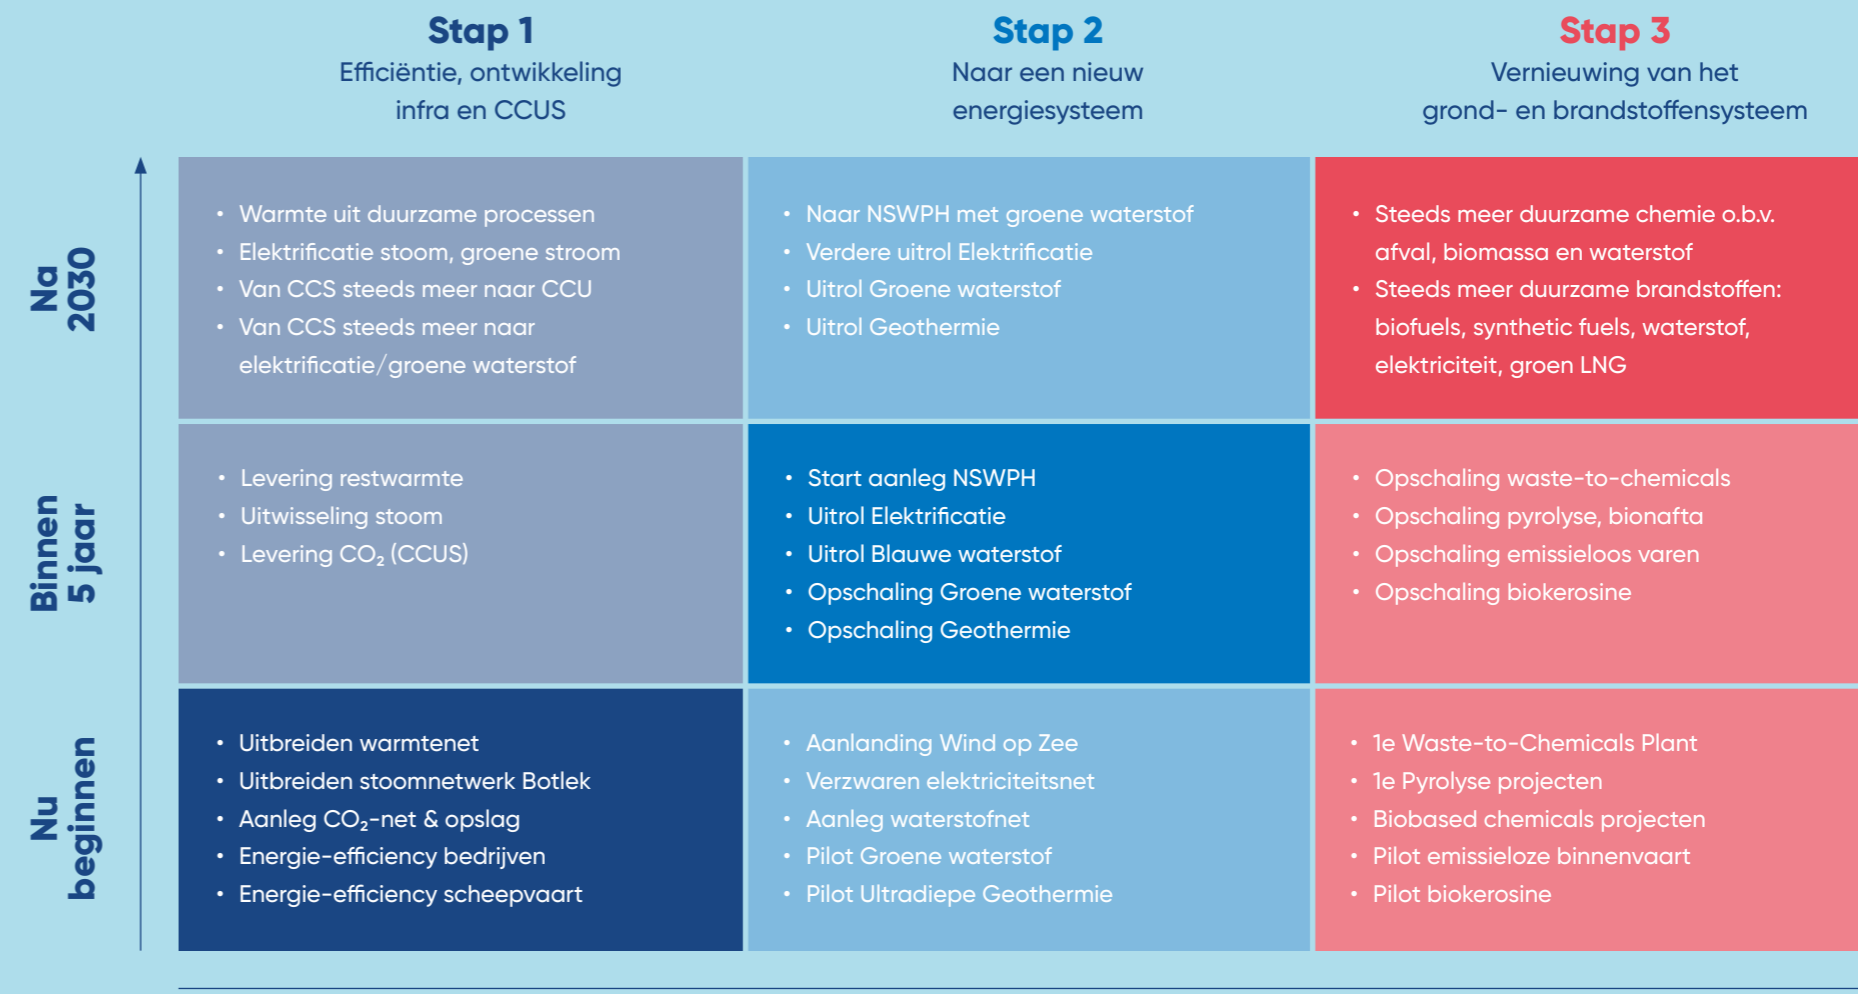 Stap 1
Efficiëntie, ontwikkeling
infra en CCUS
Stap 2
Naar een nieuw
energiesysteem
Stap 3
Vernieuwing van het
grond- en brandstoffensysteem
Na
2030
• Warmte uit duurzame processen
• Elektrificatie stoom, groene stroom
• Van CCS steeds meer naar CCU
• Van CCS steeds meer naar
elektrificatie/groene waterstof
• Naar NSWPH met groene waterstof
• Verdere uitrol Elektrificatie
• Uitrol Groene waterstof
• Uitrol Geothermie
• Steeds meer duurzame chemie o.b.v.
afval, biomassa en waterstof
• Steeds meer duurzame brandstoffen:
biofuels, synthetic fuels, waterstof,
elektriciteit, groen LNG
Binnen
5 jaar
• Levering restwarmte
• Uitwisseling stoom
• Levering CO₂ (CCUS)
• Start aanleg NSWPH
• Uitrol Elektrificatie
• Uitrol Blauwe waterstof
• Opschaling Groene waterstof
• Opschaling Geothermie
• Opschaling waste-to-chemicals
• Opschaling pyrolyse, bionafta
• Opschaling emissieloos varen
• Opschaling biokerosine
Nu
beginnen
• Uitbreiden warmtenet
• Uitbreiden stoomnetwerk Botlek
• Aanleg CO₂-net & opslag
• Energie-efficiency bedrijven
• Energie-efficiency scheepvaart
• Aanlanding Wind op Zee
• Verzwaren elektriciteitsnet
• Aanleg waterstofnet
• Pilot Groene waterstof
• Pilot Ultradiepe Geothermie
• 1e Waste-to-Chemicals Plant
• 1e Pyrolyse projecten
• Biobased chemicals projecten
• Pilot emissieloze binnenvaart
• Pilot biokerosine